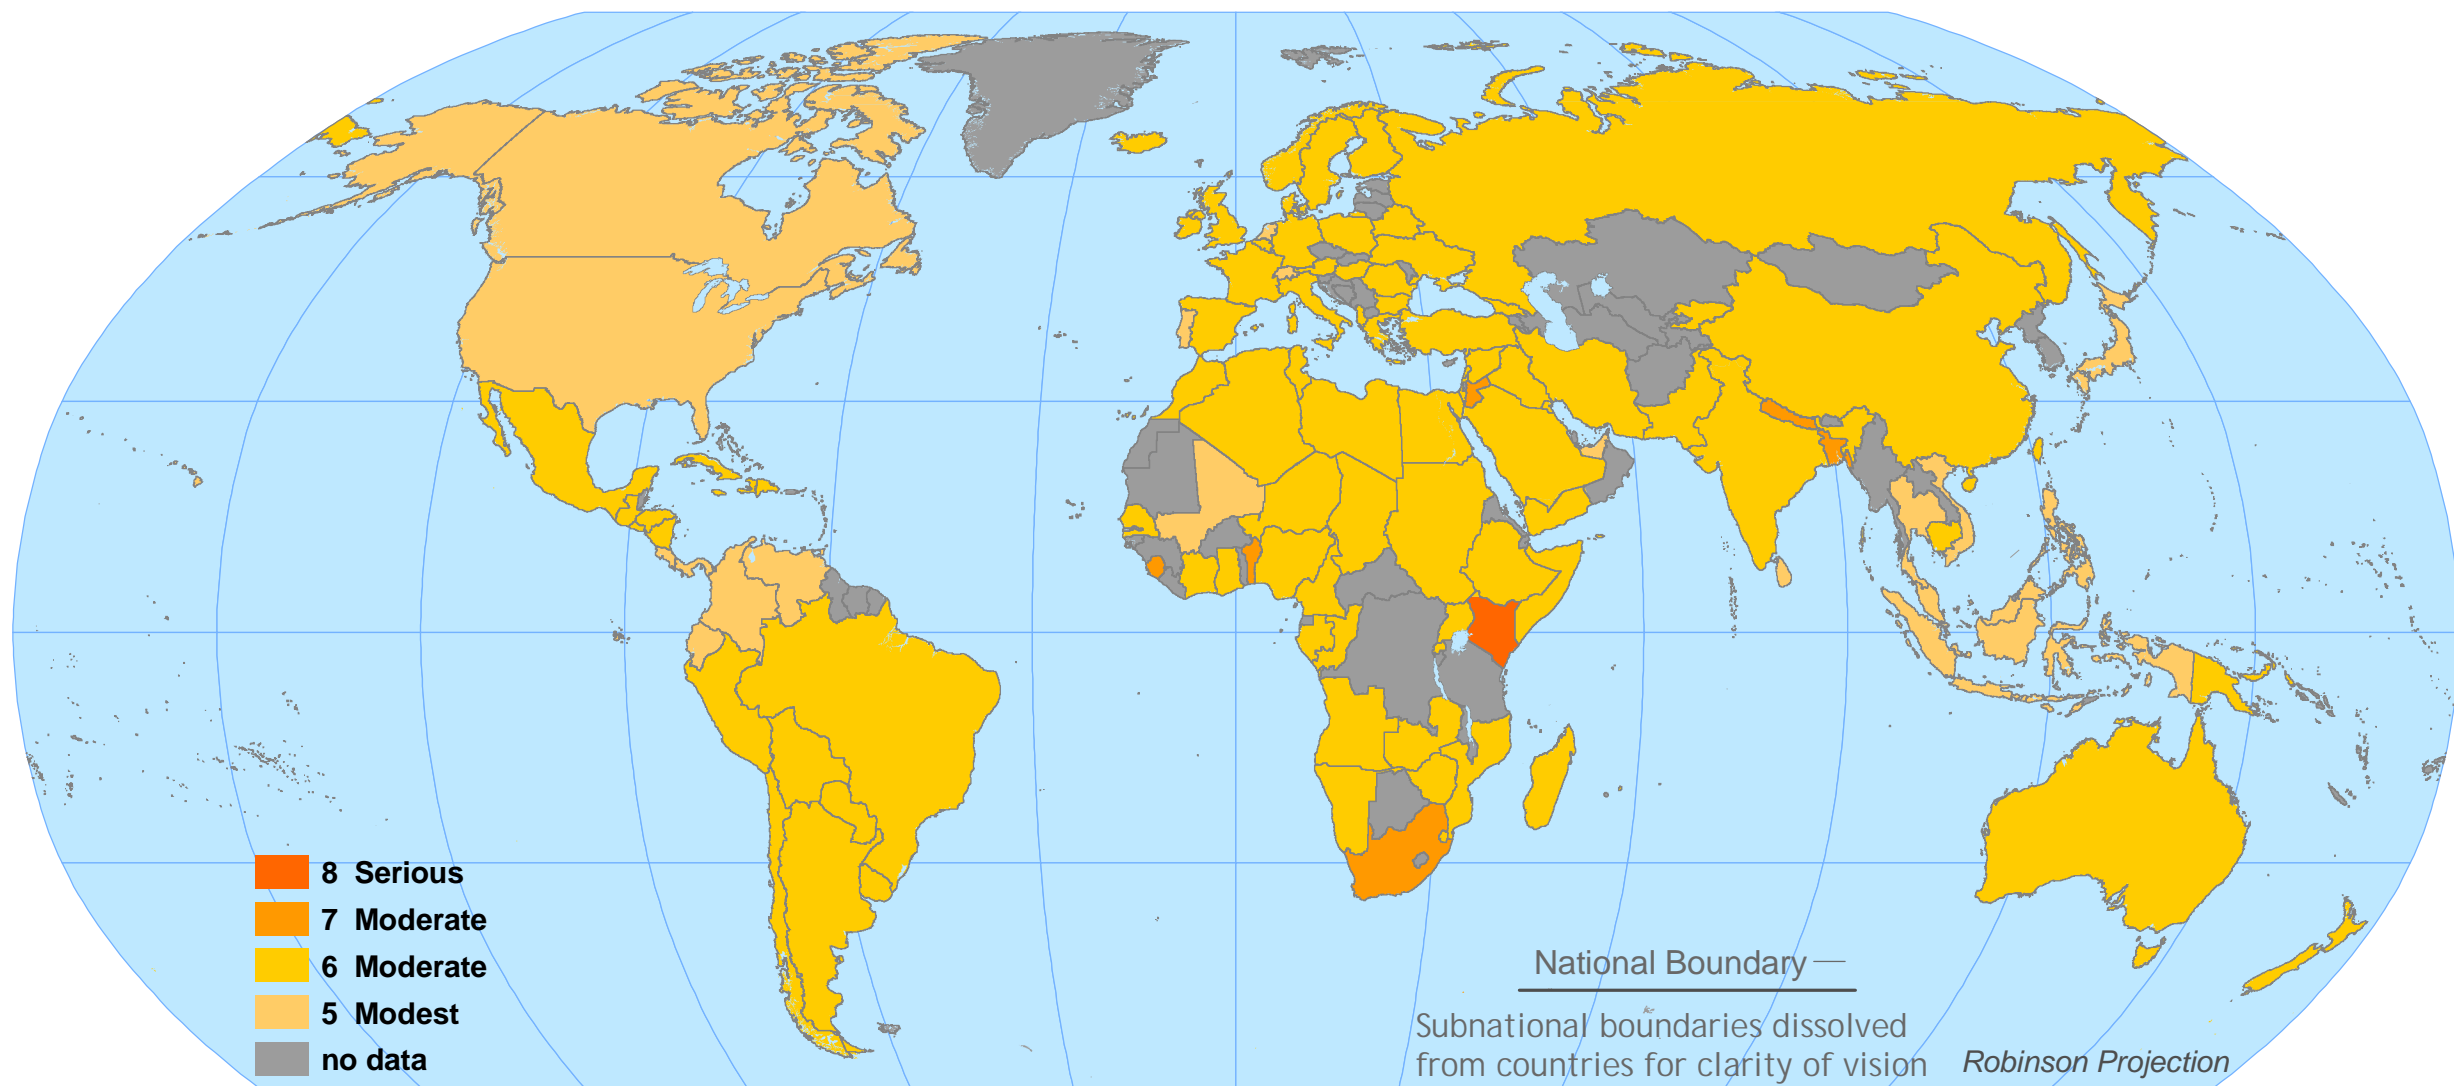 8 Serious
7 Moderate
6 Moderate
5 Modest
no data
National Boundary
Subnational boundaries dissolved
from countries for clarity of vision
Robinson Projection